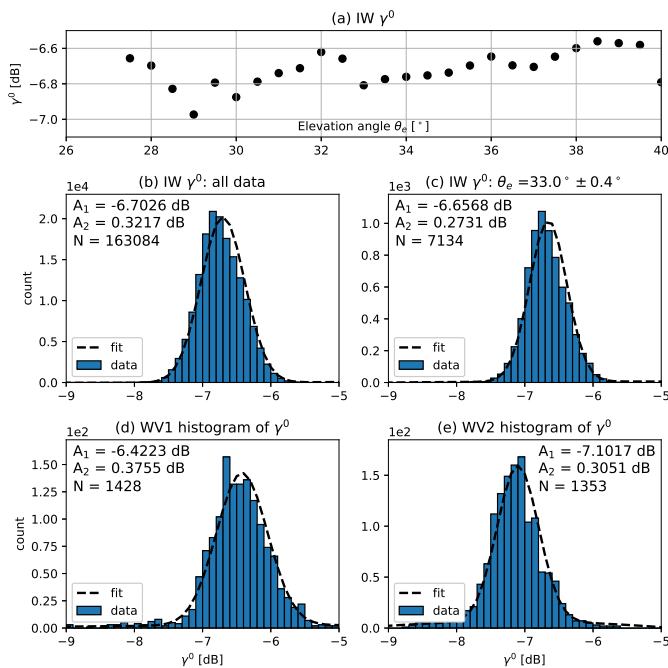 (a) IW γ⁰
γ⁰ [dB]
−6.6
−6.8
−7.0
Elevation angle θₑ [°]
26 28 30 32 34 36 38 40
(b) IW γ⁰: all data
1e4
A₁ = -6.7026 dB
A₂ = 0.3217 dB
N = 163084
count
2.0
1.5
1.0
0.5
0.0
fit
data
−9 −8 −7 −6 −5
(c) IW γ⁰: θₑ =33.0° ± 0.4°
1e3
A₁ = -6.6568 dB
A₂ = 0.2731 dB
N = 7134
1.0
0.8
0.6
0.4
0.2
0.0
fit
data
−9 −8 −7 −6 −5
(d) WV1 histogram of γ⁰
1e2
A₁ = -6.4223 dB
A₂ = 0.3755 dB
N = 1428
count
1.50
1.25
1.00
0.75
0.50
0.25
0.00
fit
data
−9 −8 −7 −6 −5
γ⁰ [dB]
(e) WV2 histogram of γ⁰
1e2
A₁ = -7.1017 dB
A₂ = 0.3051 dB
N = 1353
1.5
1.0
0.5
0.0
fit
data
−9 −8 −7 −6 −5
γ⁰ [dB]